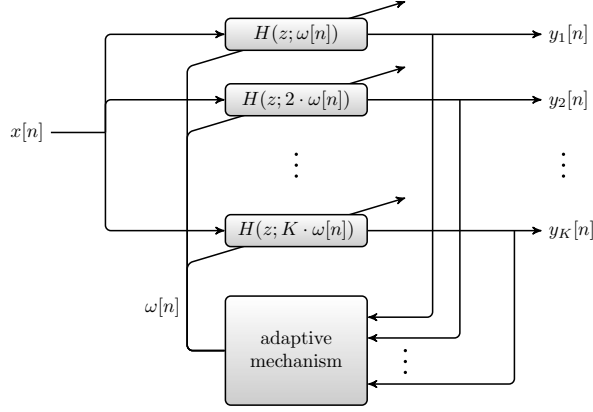 H(z; ω[n])
y₁[n]
H(z; 2 · ω[n])
y₂[n]
x[n]
⋮
⋮
H(z; K · ω[n])
y_K[n]
ω[n]
adaptive
mechanism
⋮